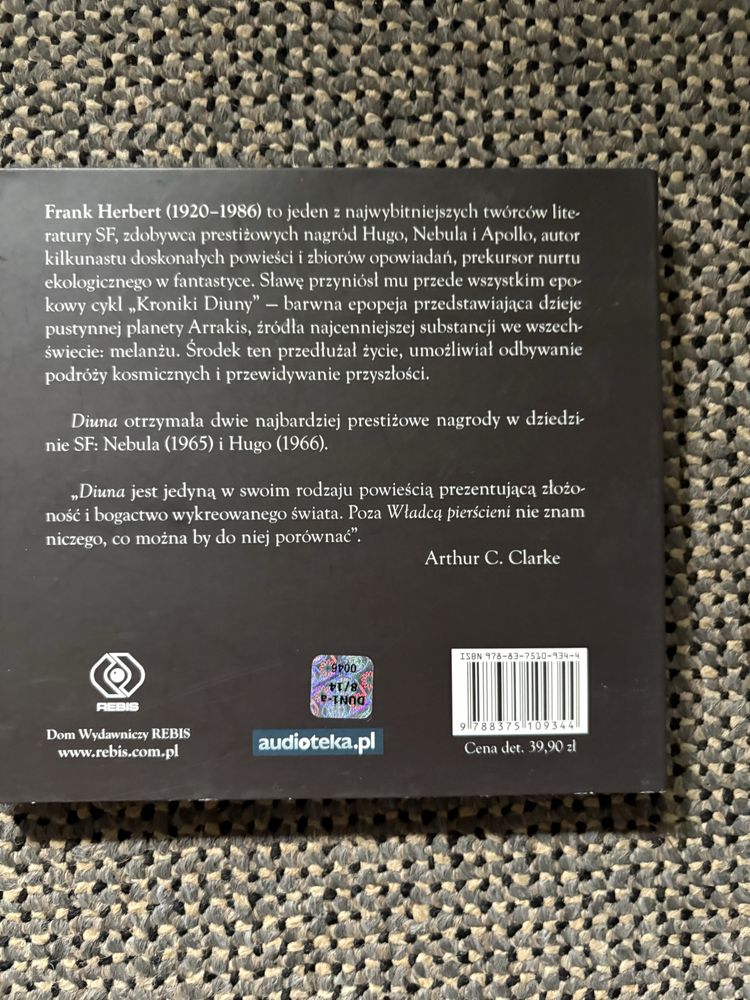 Frank Herbert (1920–1986) to jeden z najwybitniejszych twórców lite-
ratury SF, zdobywca prestiżowych nagród Hugo, Nebula i Apollo, autor
kilkunastu doskonałych powieści i zbiorów opowiadań, prekursor nurtu
ekologicznego w fantastyce. Sławę przyniósł mu przede wszystkim epo-
kowy cykl „Kroniki Diuny” – barwna epopeja przedstawiająca dzieje
pustynnej planety Arrakis, źródła najcenniejszej substancji we wszech-
świecie: melanżu. Środek ten przedłużał życie, umożliwiał odbywanie
podróży kosmicznych i przewidywanie przyszłości.
Diuna otrzymała dwie najbardziej prestiżowe nagrody w dziedzi-
nie SF: Nebula (1965) i Hugo (1966).
„Diuna jest jedyną w swoim rodzaju powieścią prezentującą złożo-
ność i bogactwo wykreowanego świata. Poza Władcą pierścieni nie znam
niczego, co można by do niej porównać”.
Arthur C. Clarke
REBIS
Dom Wydawniczy REBIS
www.rebis.com.pl
DUN1-a
8/14
0046
audioteka.pl
ISBN 978-83-7510-934-4
9 788375 109344
Cena det. 39,90 zł